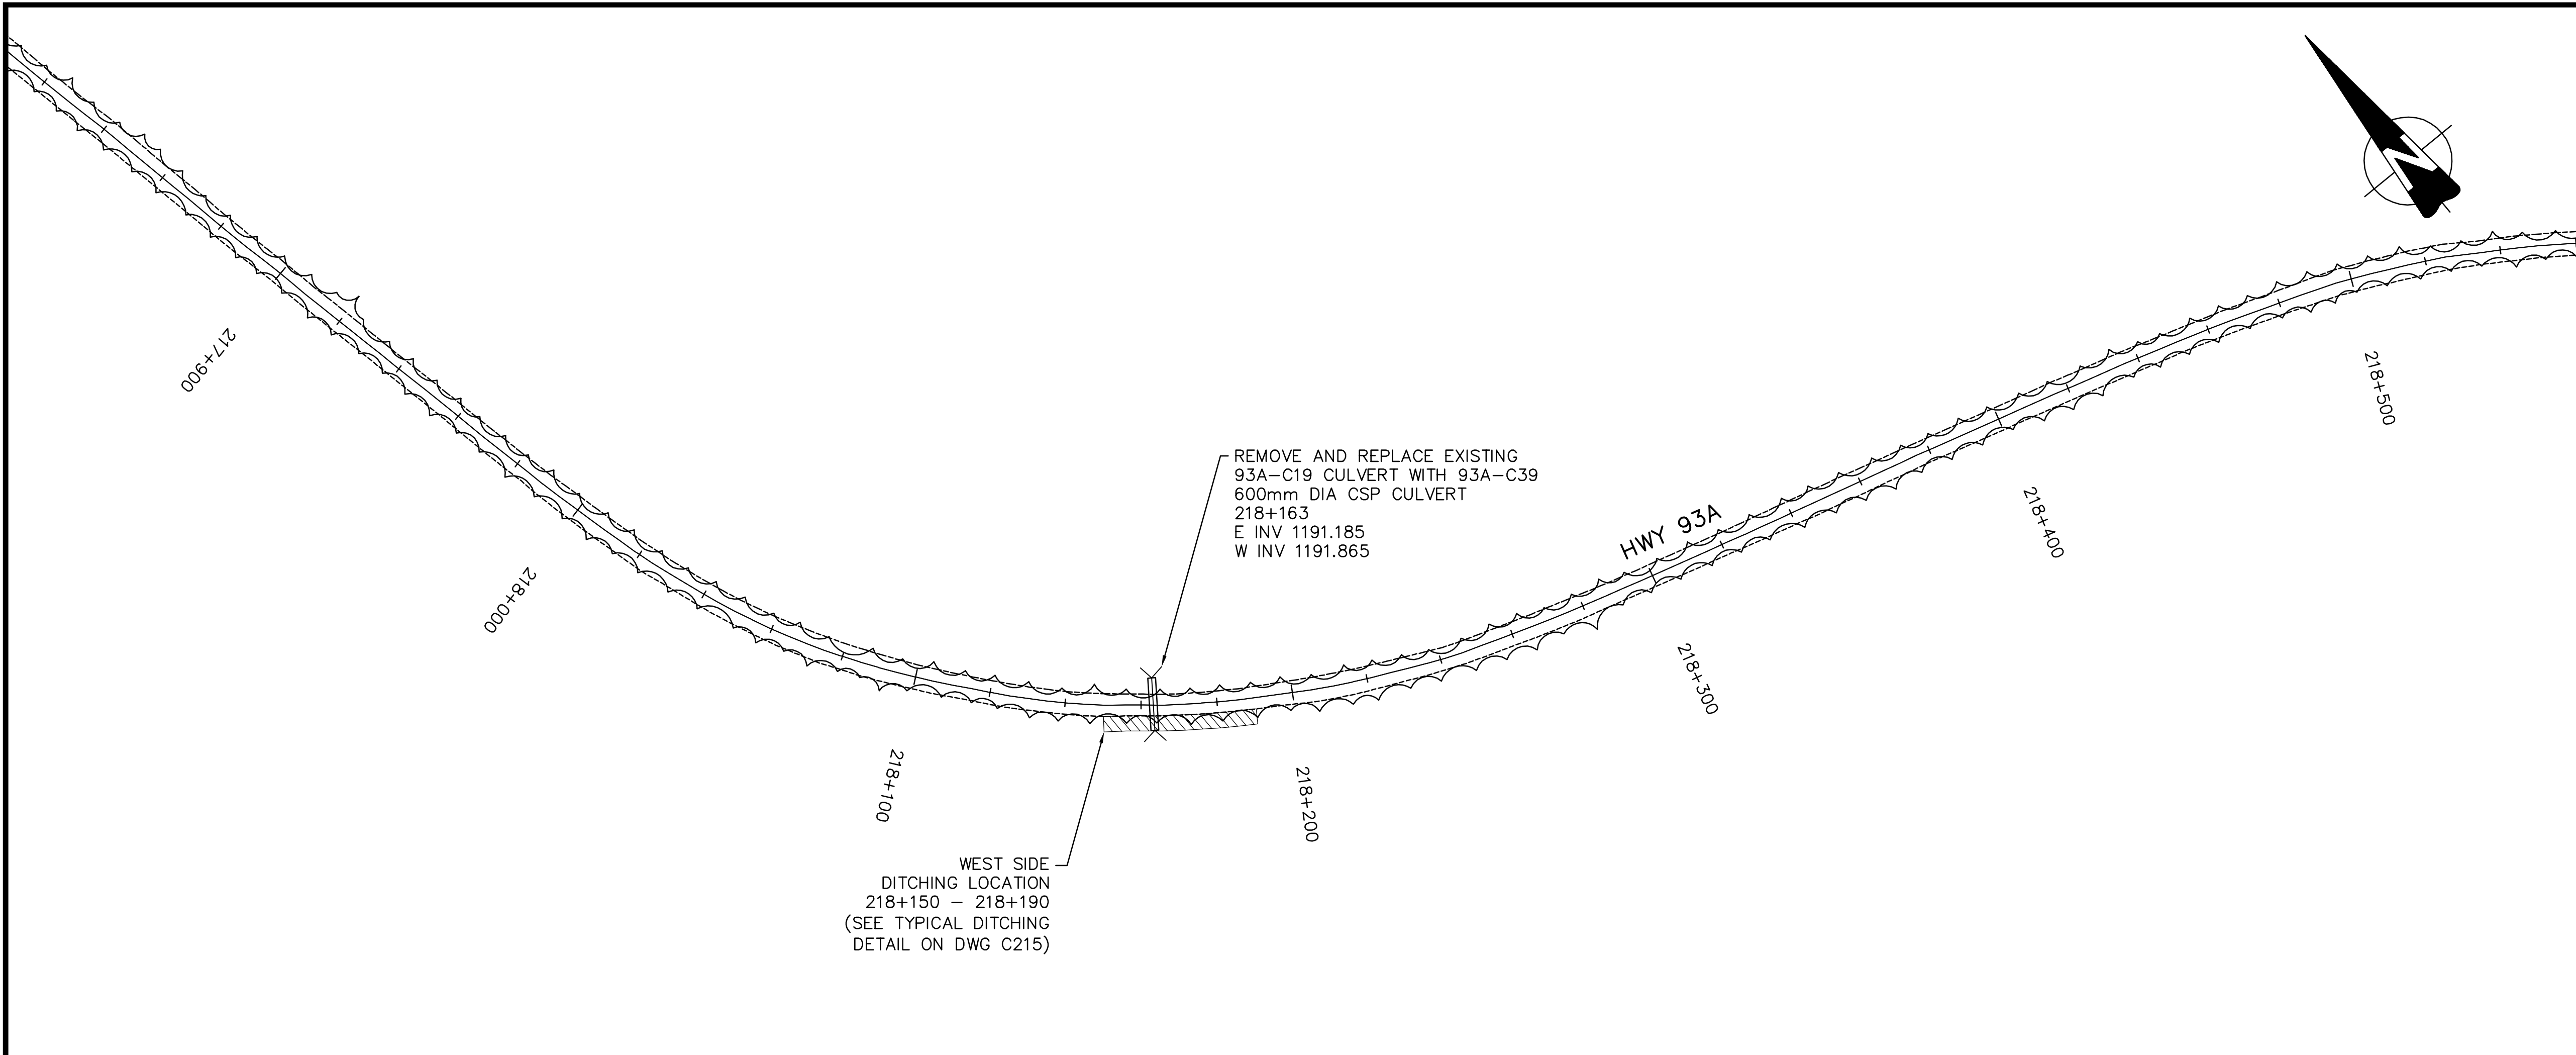 217+900
218+000
218+100
218+200
218+300
218+400
218+500
HWY 93A
REMOVE AND REPLACE EXISTING
93A-C19 CULVERT WITH 93A-C39
600mm DIA CSP CULVERT
218+163
E INV 1191.185
W INV 1191.865
WEST SIDE
DITCHING LOCATION
218+150 - 218+190
(SEE TYPICAL DITCHING
DETAIL ON DWG C215)
N